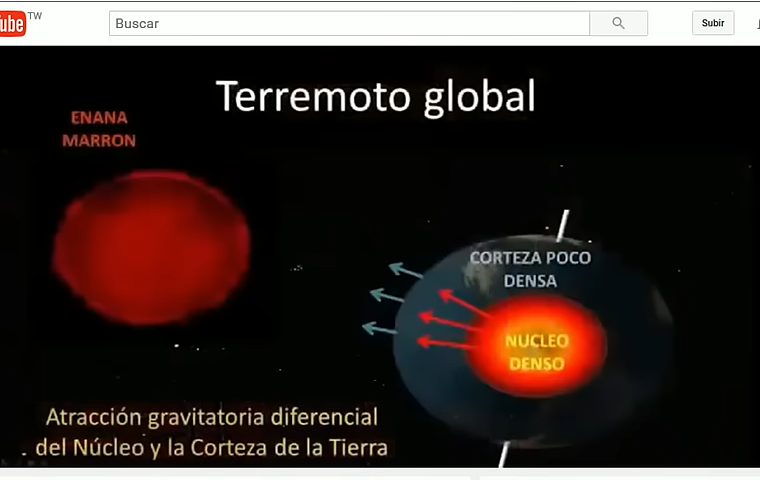 Tube TW
Buscar
Subir
Terremoto global
ENANA
MARRON
CORTEZA POCO
DENSA
NUCLEO
DENSO
Atracción gravitatoria diferencial
del Núcleo y la Corteza de la Tierra